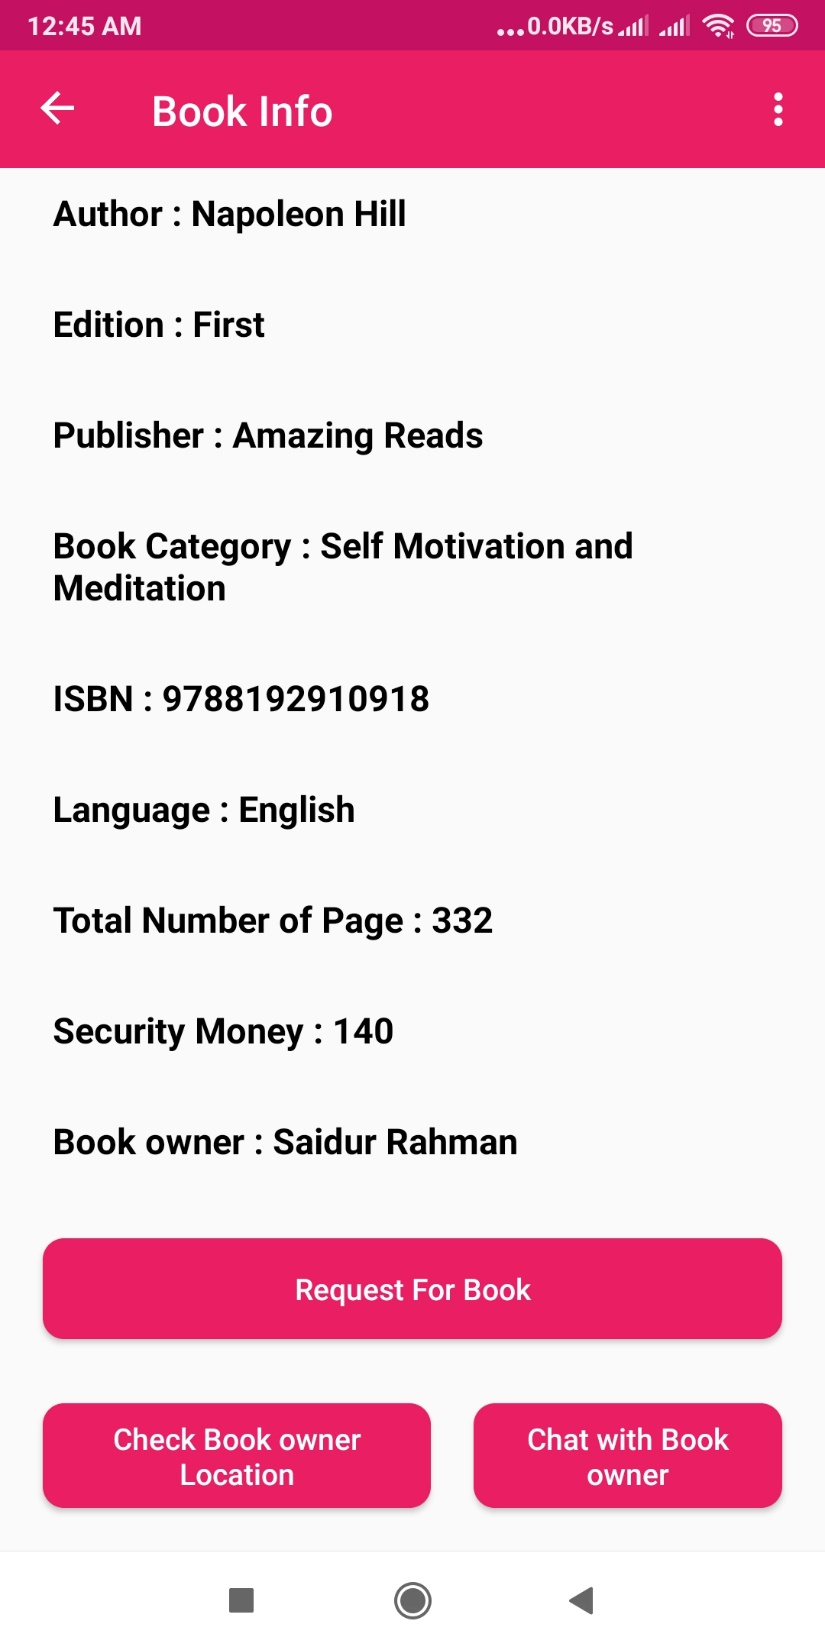 12:45 AM
...0.0KB/s
95
Book Info
Author : Napoleon Hill
Edition : First
Publisher : Amazing Reads
Book Category : Self Motivation and
Meditation
ISBN : 9788192910918
Language : English
Total Number of Page : 332
Security Money : 140
Book owner : Saidur Rahman
Request For Book
Check Book owner
Location
Chat with Book
owner